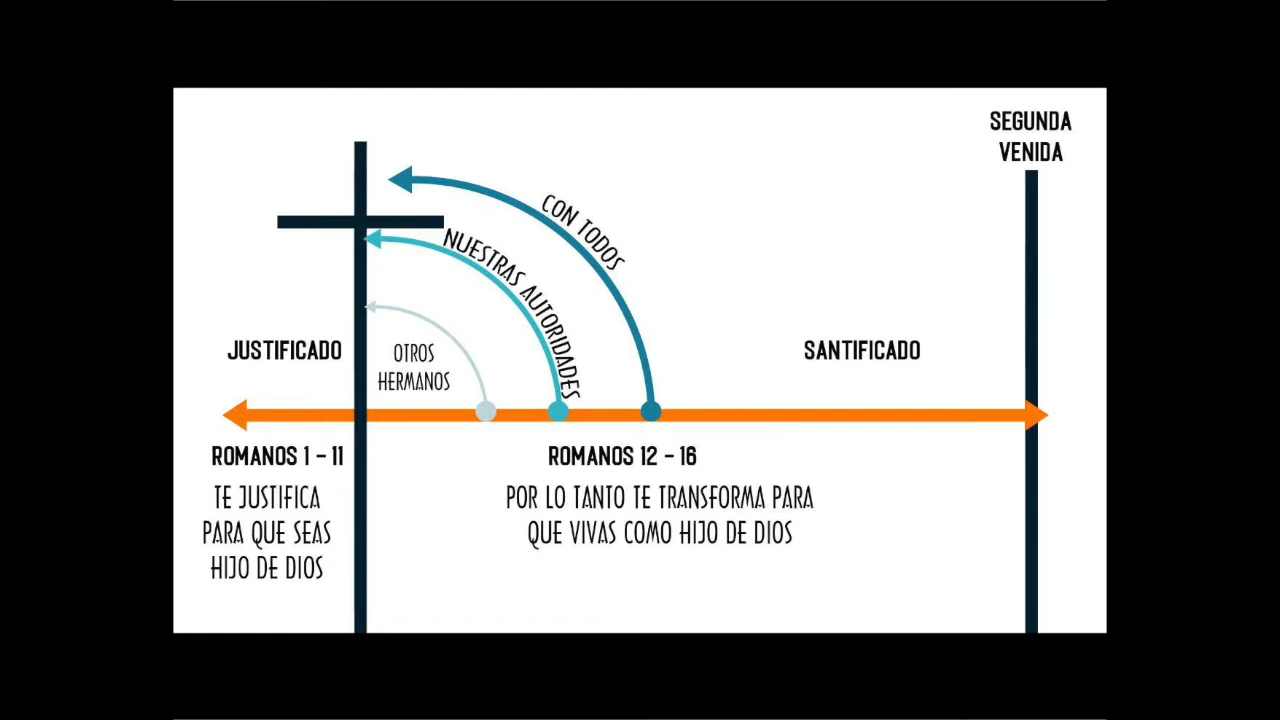 SEGUNDA
VENIDA
CON TODOS
NUESTRAS AUTORIDADES
OTROS
HERMANOS
JUSTIFICADO
SANTIFICADO
ROMANOS 1 - 11
TE JUSTIFICA
PARA QUE SEAS
HIJO DE DIOS
ROMANOS 12 - 16
POR LO TANTO TE TRANSFORMA PARA
QUE VIVAS COMO HIJO DE DIOS